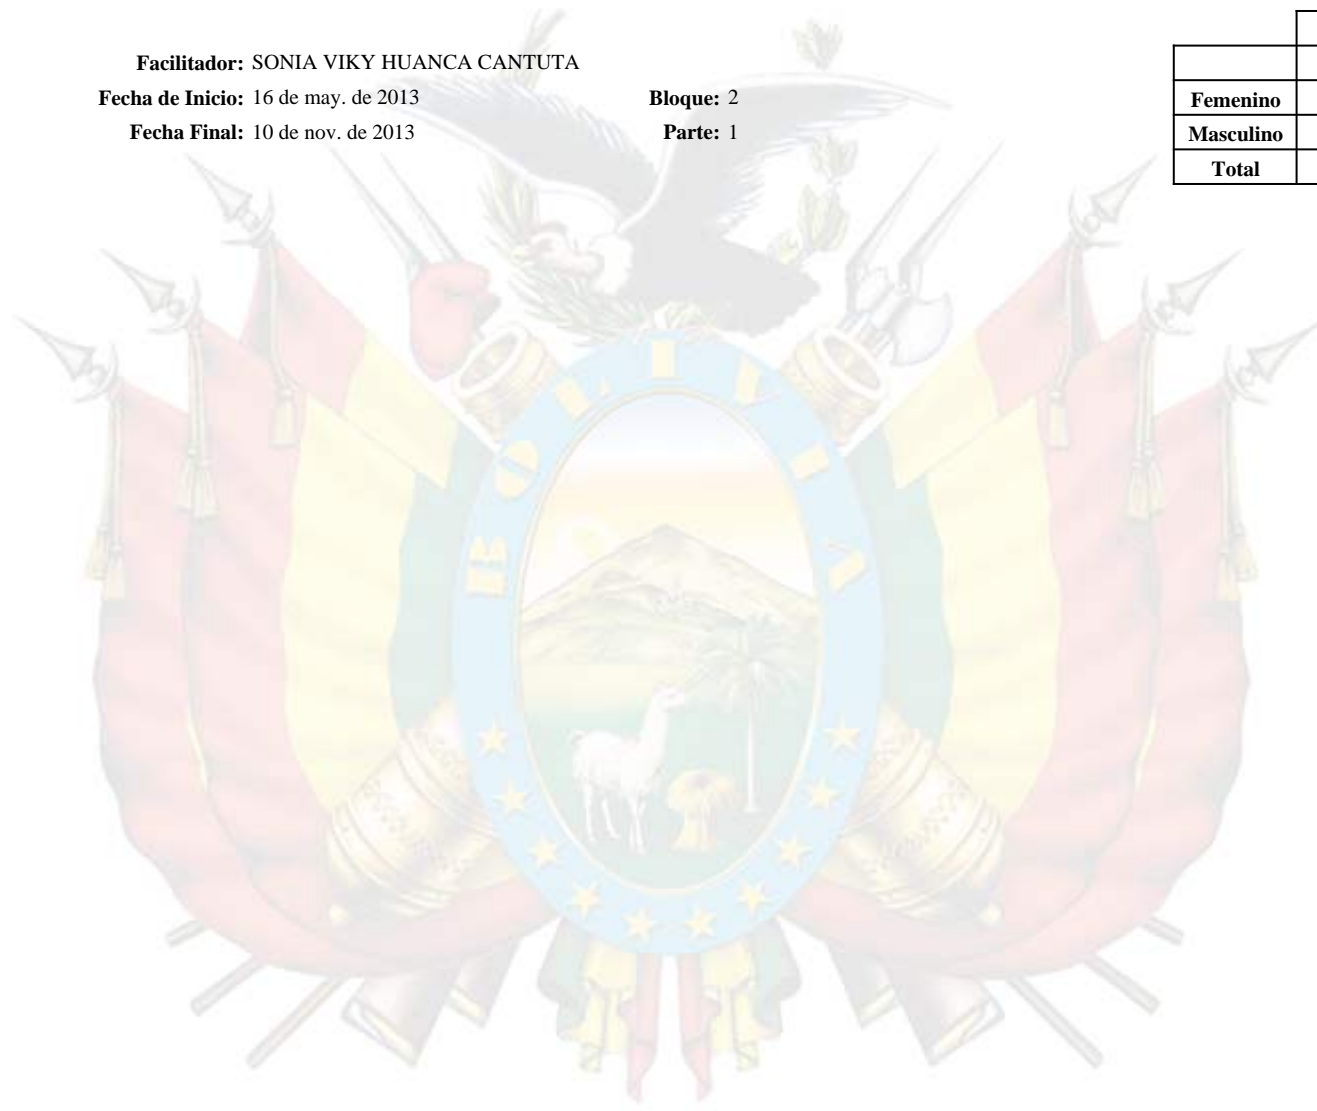 Facilitador: SONIA VIKY HUANCA CANTUTA
Fecha de Inicio: 16 de may. de 2013 Bloque: 2
Fecha Final: 10 de nov. de 2013 Parte: 1
Femenino
Masculino
Total
BOLIVIA